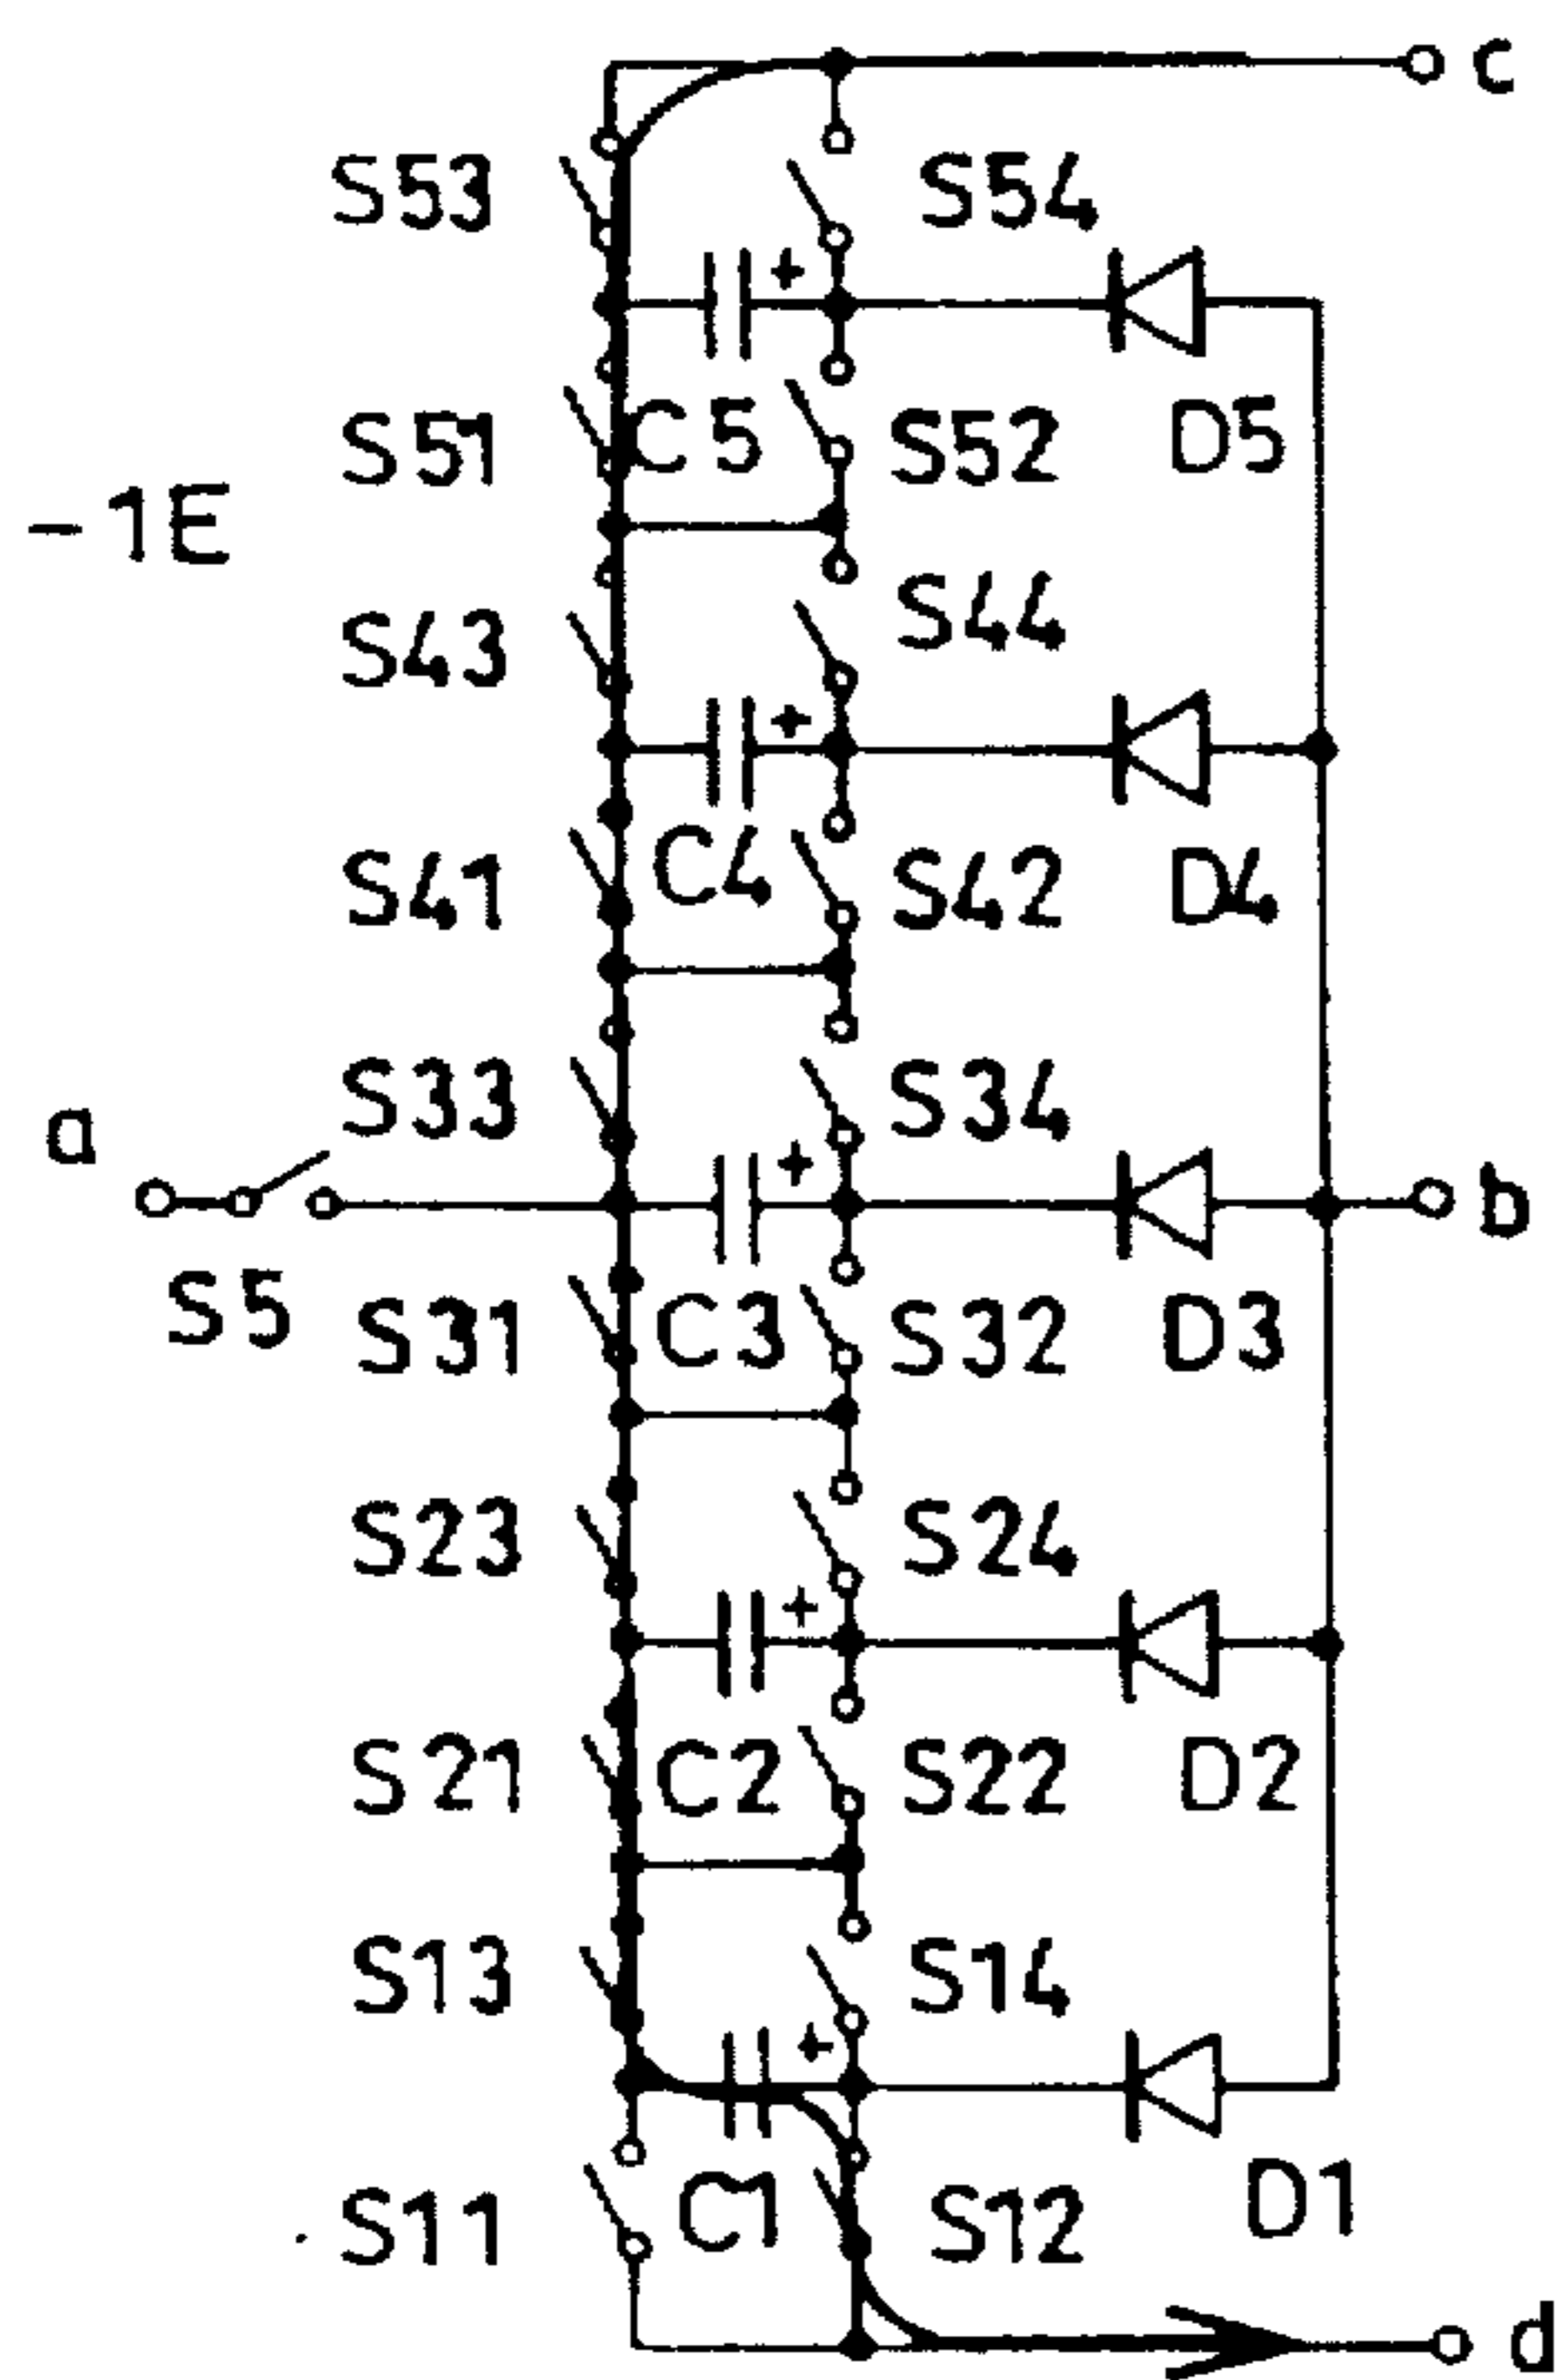 c
S53 S54
+
S51 C5 S52 D5
-1E
S43 S44
+
S41 C4 S42 D4
S33 S34
a
+
b
S5 S31 C3 S32 D3
S23 S24
+
S21 C2 S22 D2
S13 S14
+
S11 C1 S12 D1
d